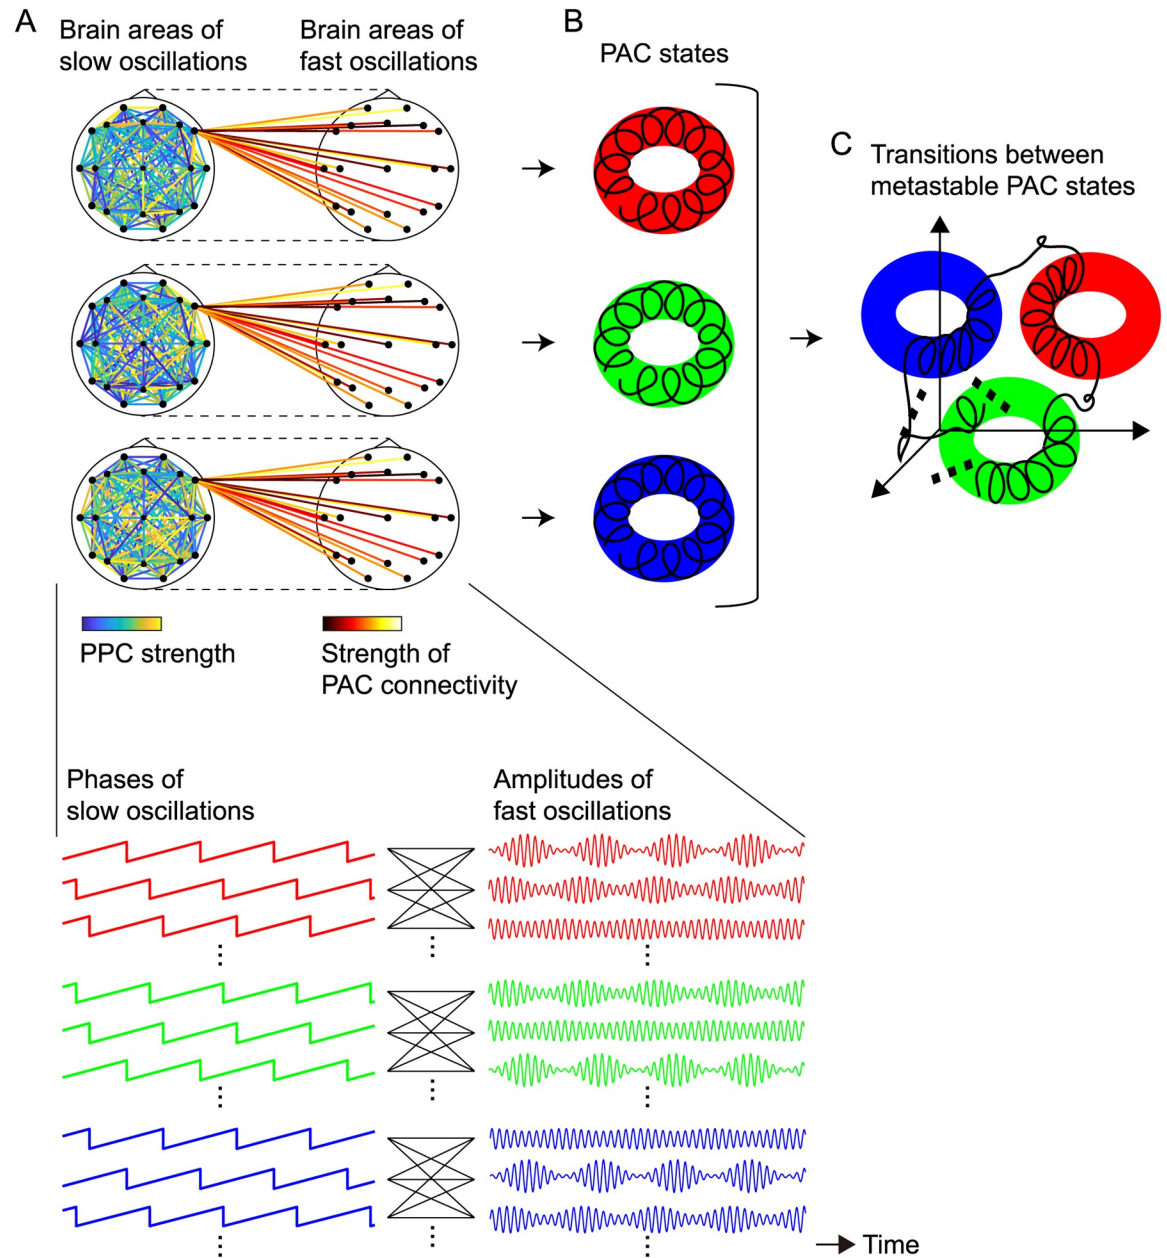 A
Brain areas of
slow oscillations
Brain areas of
fast oscillations
B
PAC states
C
Transitions between
metastable PAC states
PPC strength
Strength of
PAC connectivity
Phases of
slow oscillations
Amplitudes of
fast oscillations
Time